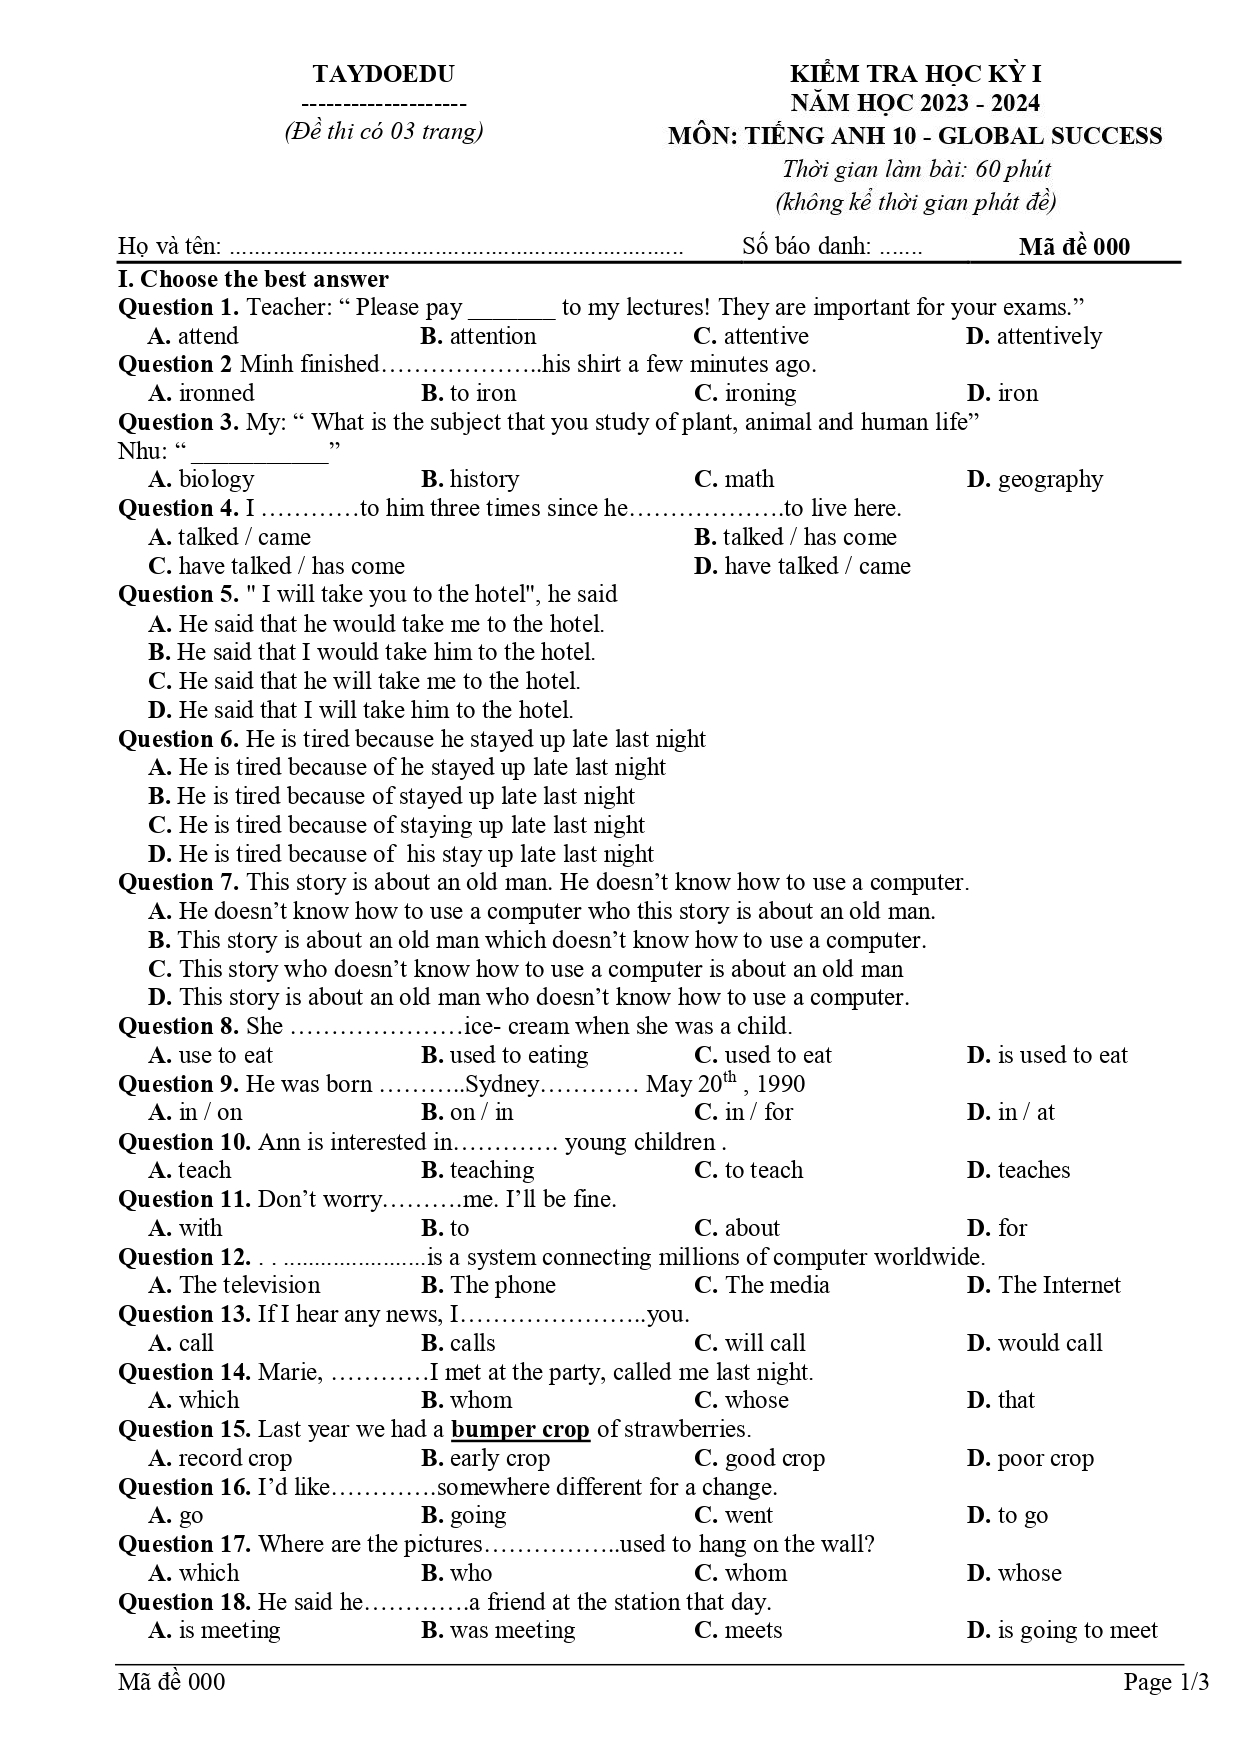 TAYDOEDU
--------------------
(Đề thi có 03 trang)
KIỂM TRA HỌC KỲ I
NĂM HỌC 2023 - 2024
MÔN: TIẾNG ANH 10 - GLOBAL SUCCESS
Thời gian làm bài: 60 phút
(không kể thời gian phát đề)
Họ và tên: ......................................................................... Số báo danh: ....... Mã đề 000
I. Choose the best answer
Question 1. Teacher: “ Please pay _______ to my lectures! They are important for your exams.”
A. attend B. attention C. attentive D. attentively
Question 2 Minh finished………………..his shirt a few minutes ago.
A. ironned B. to iron C. ironing D. iron
Question 3. My: “ What is the subject that you study of plant, animal and human life”
Nhu: “ ___________”
A. biology B. history C. math D. geography
Question 4. I …………to him three times since he……………….to live here.
A. talked / came B. talked / has come
C. have talked / has come D. have talked / came
Question 5. " I will take you to the hotel", he said
A. He said that he would take me to the hotel.
B. He said that I would take him to the hotel.
C. He said that he will take me to the hotel.
D. He said that I will take him to the hotel.
Question 6. He is tired because he stayed up late last night
A. He is tired because of he stayed up late last night
B. He is tired because of stayed up late last night
C. He is tired because of staying up late last night
D. He is tired because of his stay up late last night
Question 7. This story is about an old man. He doesn’t know how to use a computer.
A. He doesn’t know how to use a computer who this story is about an old man.
B. This story is about an old man which doesn’t know how to use a computer.
C. This story who doesn’t know how to use a computer is about an old man
D. This story is about an old man who doesn’t know how to use a computer.
Question 8. She …………………ice- cream when she was a child.
A. use to eat B. used to eating C. used to eat D. is used to eat
Question 9. He was born ………..Sydney………… May 20th , 1990
A. in / on B. on / in C. in / for D. in / at
Question 10. Ann is interested in…………. young children .
A. teach B. teaching C. to teach D. teaches
Question 11. Don’t worry……….me. I’ll be fine.
A. with B. to C. about D. for
Question 12. . . .......................is a system connecting millions of computer worldwide.
A. The television B. The phone C. The media D. The Internet
Question 13. If I hear any news, I…………………..you.
A. call B. calls C. will call D. would call
Question 14. Marie, …………I met at the party, called me last night.
A. which B. whom C. whose D. that
Question 15. Last year we had a bumper crop of strawberries.
A. record crop B. early crop C. good crop D. poor crop
Question 16. I’d like………….somewhere different for a change.
A. go B. going C. went D. to go
Question 17. Where are the pictures……………..used to hang on the wall?
A. which B. who C. whom D. whose
Question 18. He said he………….a friend at the station that day.
A. is meeting B. was meeting C. meets D. is going to meet
Mã đề 000 Page 1/3